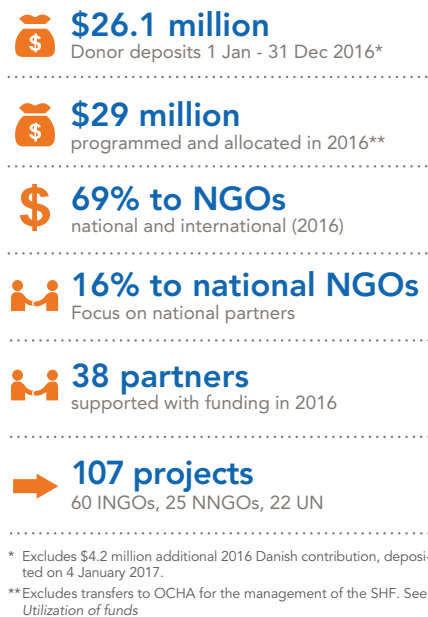 $26.1 million
Donor deposits 1 Jan - 31 Dec 2016*
$29 million
programmed and allocated in 2016**
69% to NGOs
national and international (2016)
16% to national NGOs
Focus on national partners
38 partners
supported with funding in 2016
107 projects
60 INGOs, 25 NNGOs, 22 UN
* Excludes $4.2 million additional 2016 Danish contribution, deposi-
ted on 4 January 2017.
** Excludes transfers to OCHA for the management of the SHF. See
Utilization of funds